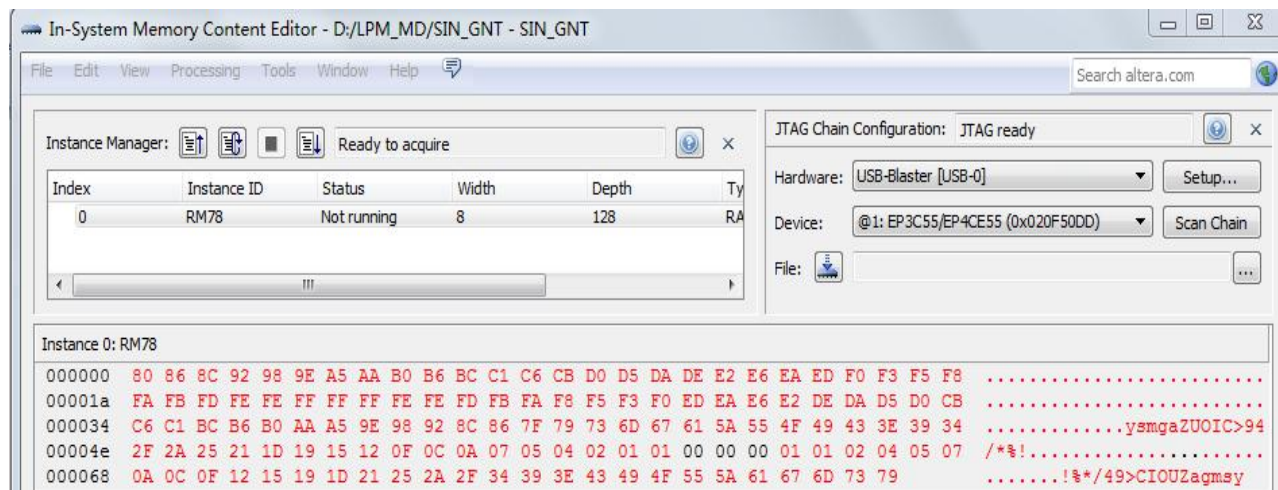 In-System Memory Content Editor - D:/LPM_MD/SIN_GNT - SIN_GNT
File Edit View Processing Tools Window Help
Search altera.com
Instance Manager: Ready to acquire
JTAG Chain Configuration: JTAG ready
Index Instance ID Status Width Depth Ty
0 RM78 Not running 8 128 RA
Hardware: USB-Blaster [USB-0] Setup...
Device: @1: EP3C55/EP4CE55 (0x020F50DD) Scan Chain
File: ...
Instance 0: RM78
000000 80 86 8C 92 98 9E A5 AA B0 B6 BC C1 C6 CB D0 D5 DA DE E2 E6 EA ED F0 F3 F5 F8 ..........................
00001a FA FB FD FE FE FF FF FF FE FE FD FB FA F8 F5 F3 F0 ED EA E6 E2 DE DA D5 D0 CB ..........................
000034 C6 C1 BC B6 B0 AA A5 9E 98 92 8C 86 7F 79 73 6D 67 61 5A 55 4F 49 43 3E 39 34 .............ysmgaZUOIC>94
00004e 2F 2A 25 21 1D 19 15 12 0F 0C 0A 07 05 04 02 01 01 00 00 00 01 01 02 04 05 07 /*%!......................
000068 0A 0C 0F 12 15 19 1D 21 25 2A 2F 34 39 3E 43 49 4F 55 5A 61 67 6D 73 79 .......!%*/49>CIOUZagmsy